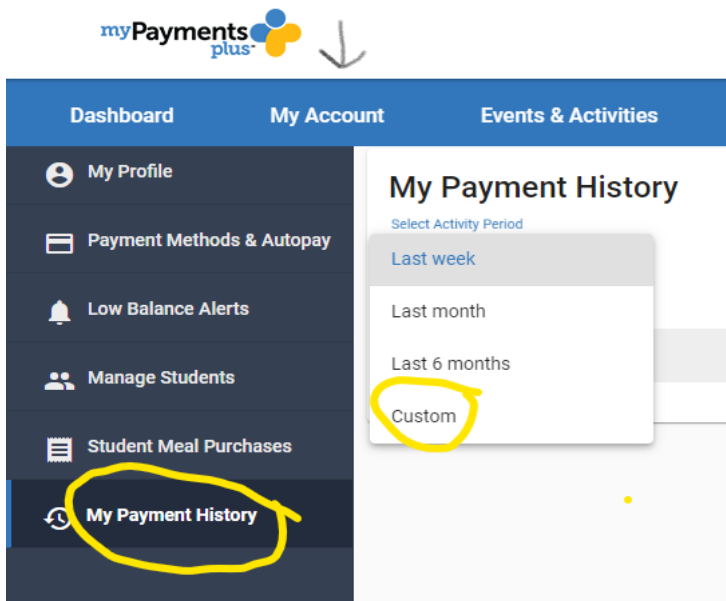 myPayments
plus
Dashboard My Account Events & Activities
My Profile
Payment Methods & Autopay
Low Balance Alerts
Manage Students
Student Meal Purchases
My Payment History
My Payment History
Select Activity Period
Last week
Last month
Last 6 months
Custom